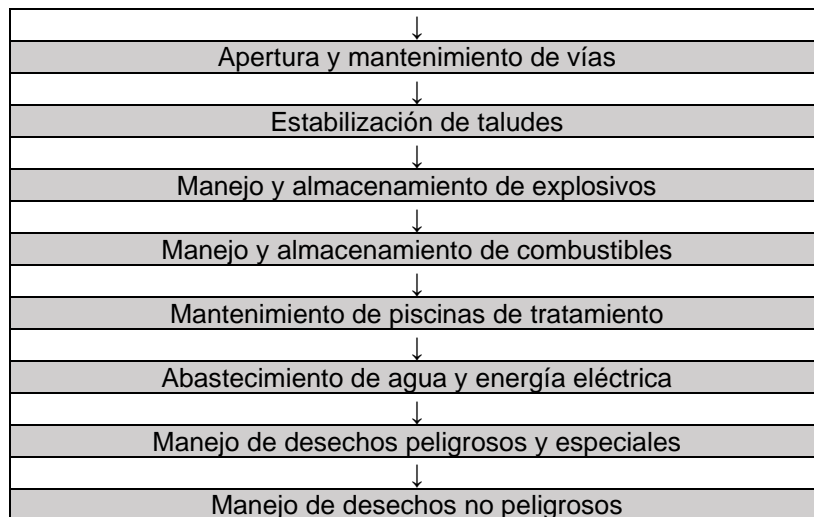 ↓
Apertura y mantenimiento de vías
↓
Estabilización de taludes
↓
Manejo y almacenamiento de explosivos
↓
Manejo y almacenamiento de combustibles
↓
Mantenimiento de piscinas de tratamiento
↓
Abastecimiento de agua y energía eléctrica
↓
Manejo de desechos peligrosos y especiales
↓
Manejo de desechos no peligrosos